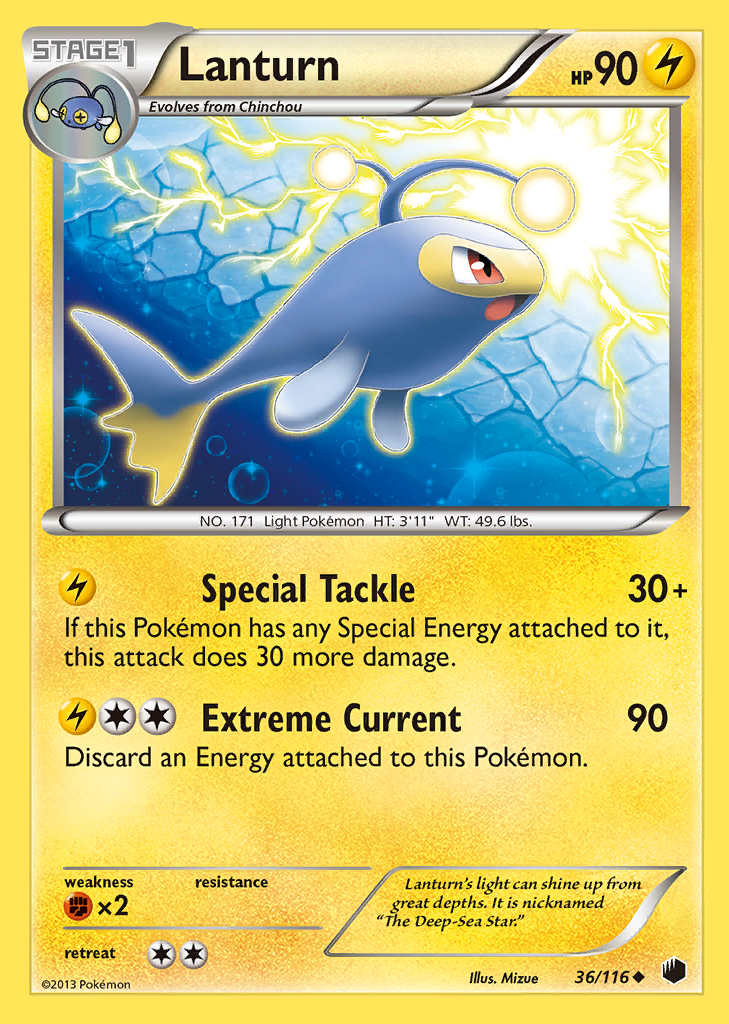 STAGE1
Lanturn
HP90
Evolves from Chinchou
NO. 171 Light Pokémon HT: 3'11" WT: 49.6 lbs.
Special Tackle 30+
If this Pokémon has any Special Energy attached to it,
this attack does 30 more damage.
Extreme Current 90
Discard an Energy attached to this Pokémon.
weakness resistance
×2
retreat
Lanturn's light can shine up from
great depths. It is nicknamed
“The Deep-Sea Star.”
©2013 Pokémon
Illus. Mizue 36/116